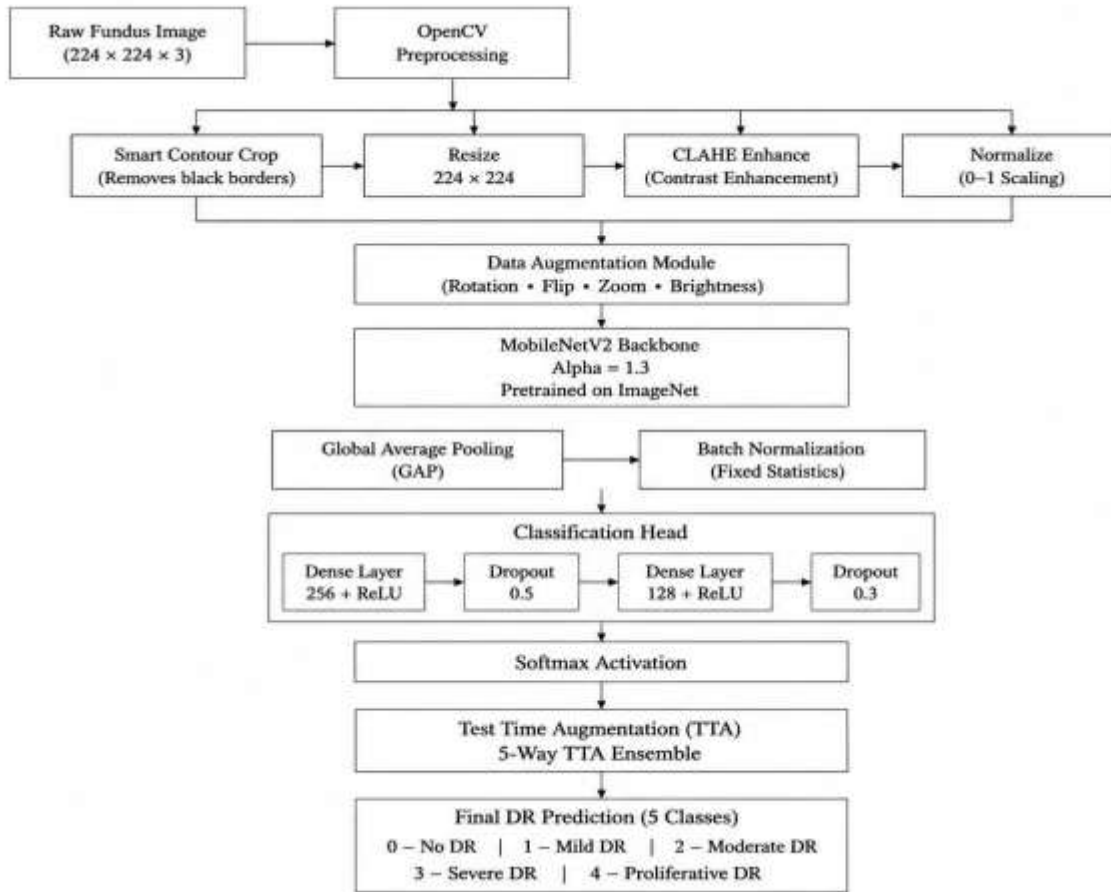 Raw Fundus Image
(224 × 224 × 3)
OpenCV
Preprocessing
Smart Contour Crop
(Removes black borders)
Resize
224 × 224
CLAHE Enhance
(Contrast Enhancement)
Normalize
(0–1 Scaling)
Data Augmentation Module
(Rotation • Flip • Zoom • Brightness)
MobileNetV2 Backbone
Alpha = 1.3
Pretrained on ImageNet
Global Average Pooling
(GAP)
Batch Normalization
(Fixed Statistics)
Classification Head
Dense Layer
256 + ReLU
Dropout
0.5
Dense Layer
128 + ReLU
Dropout
0.3
Softmax Activation
Test Time Augmentation (TTA)
5-Way TTA Ensemble
Final DR Prediction (5 Classes)
0 – No DR | 1 – Mild DR | 2 – Moderate DR
3 – Severe DR | 4 – Proliferative DR